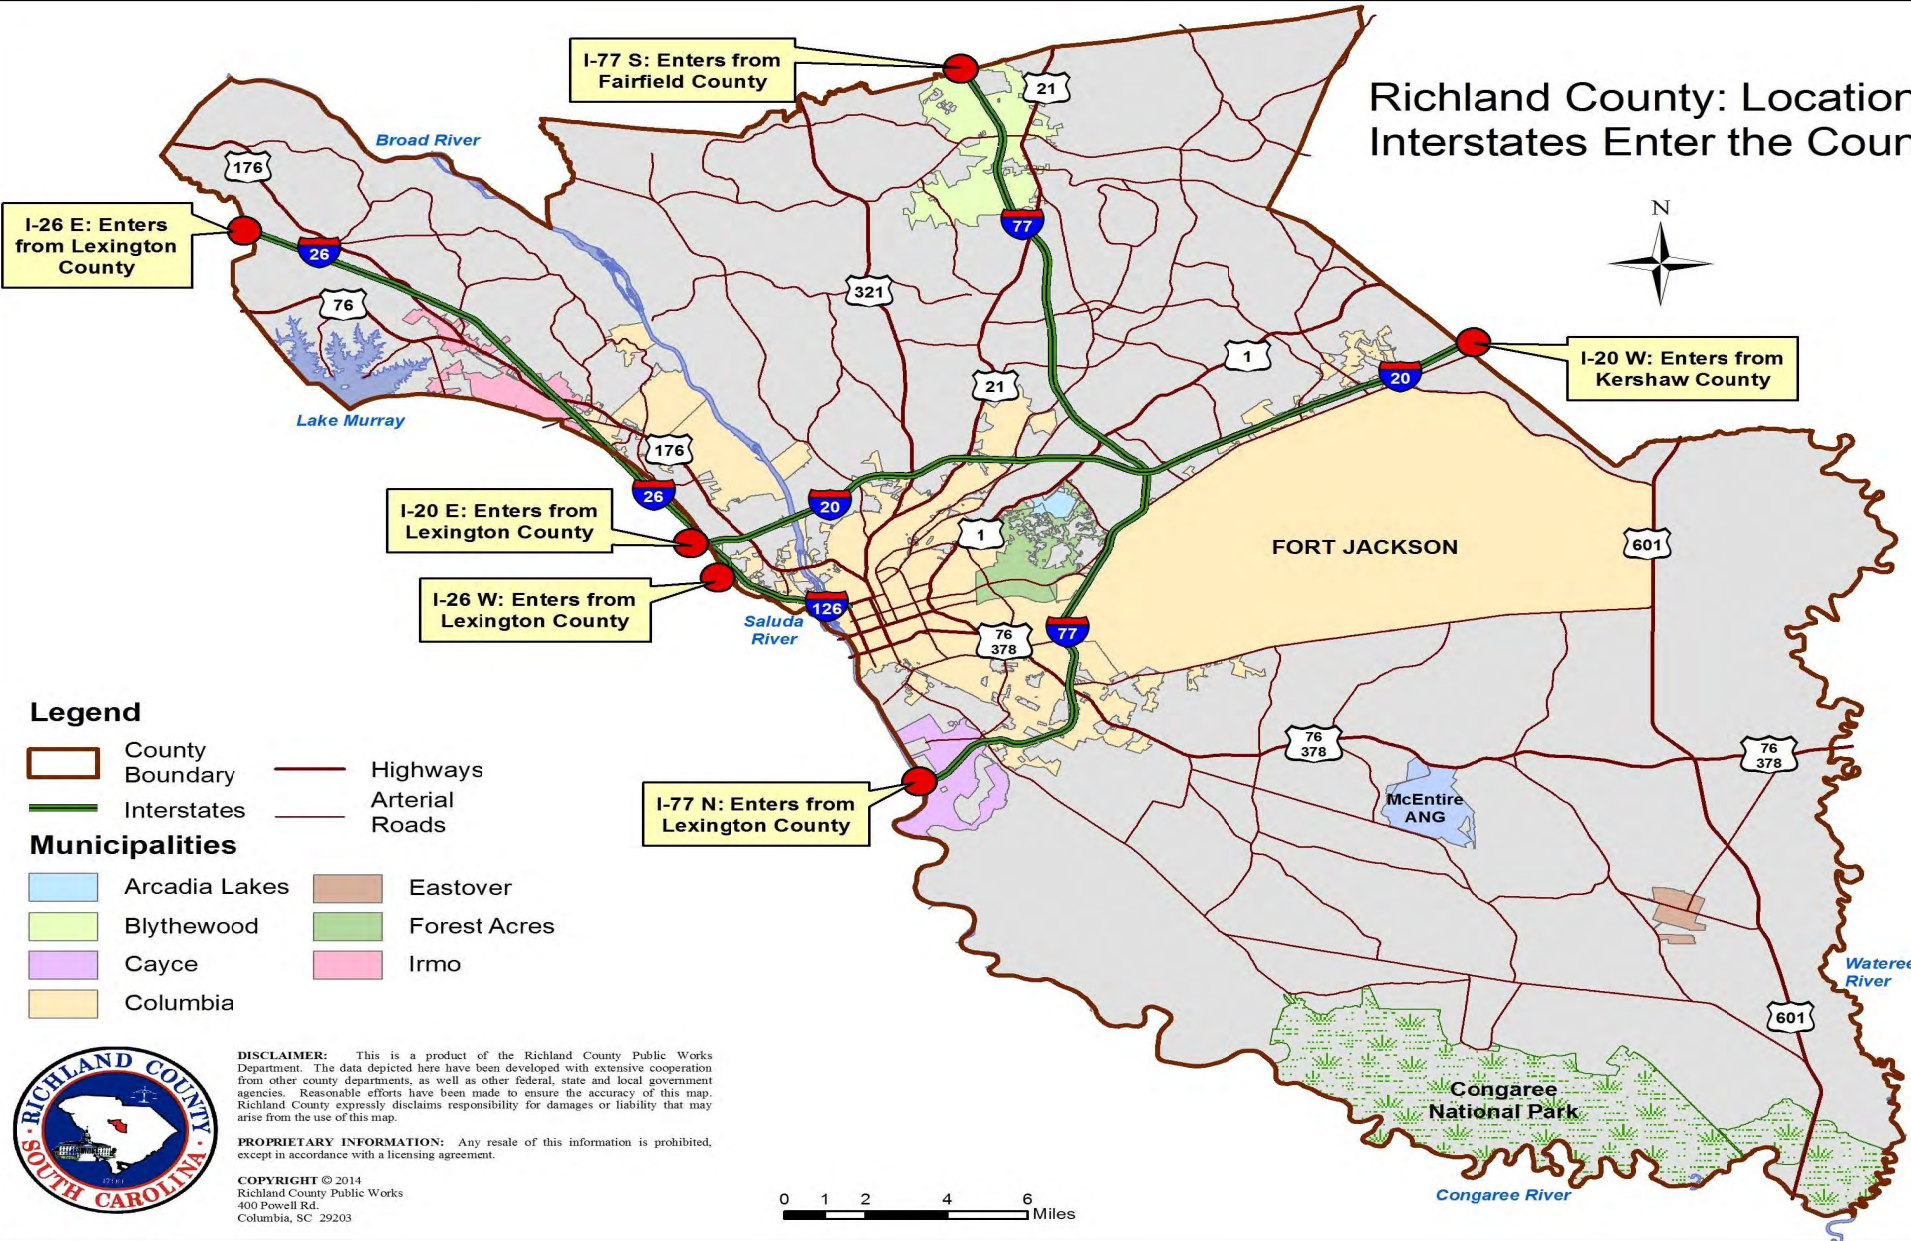 Richland County: Location
Interstates Enter the Coun
N
I-77 S: Enters from
Fairfield County
21
Broad River
176
I-26 E: Enters
from Lexington
County
26
77
76
321
1
I-20 W: Enters from
Kershaw County
20
21
Lake Murray
176
26
20
I-20 E: Enters from
Lexington County
1
FORT JACKSON
601
I-26 W: Enters from
Lexington County
126
Saluda
River
76
378
77
76
378
76
378
I-77 N: Enters from
Lexington County
McEntire
ANG
Wateree
River
601
Congaree
National Park
Congaree River
Legend
County
Boundary
Highways
Interstates
Arterial
Roads
Municipalities
Arcadia Lakes
Eastover
Blythewood
Forest Acres
Cayce
Irmo
Columbia
RICHLAND COUNTY
SOUTH CAROLINA
DISCLAIMER: This is a product of the Richland County Public Works
Department. The data depicted here have been developed with extensive cooperation
from other county departments, as well as other federal, state and local government
agencies. Reasonable efforts have been made to ensure the accuracy of this map.
Richland County expressly disclaims responsibility for damages or liability that may
arise from the use of this map.
PROPRIETARY INFORMATION: Any resale of this information is prohibited,
except in accordance with a licensing agreement.
COPYRIGHT © 2014
Richland County Public Works
400 Powell Rd.
Columbia, SC 29203
0 1 2 4 6
Miles